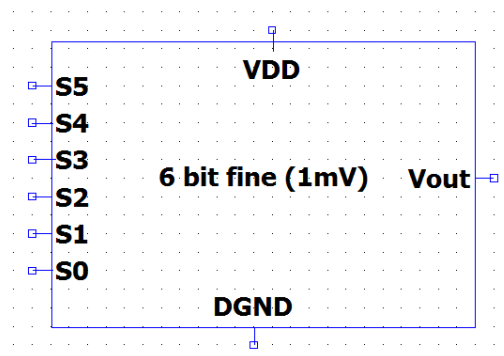 VDD
S5
S4
S3
6 bit fine (1mV)
Vout
S2
S1
S0
DGND